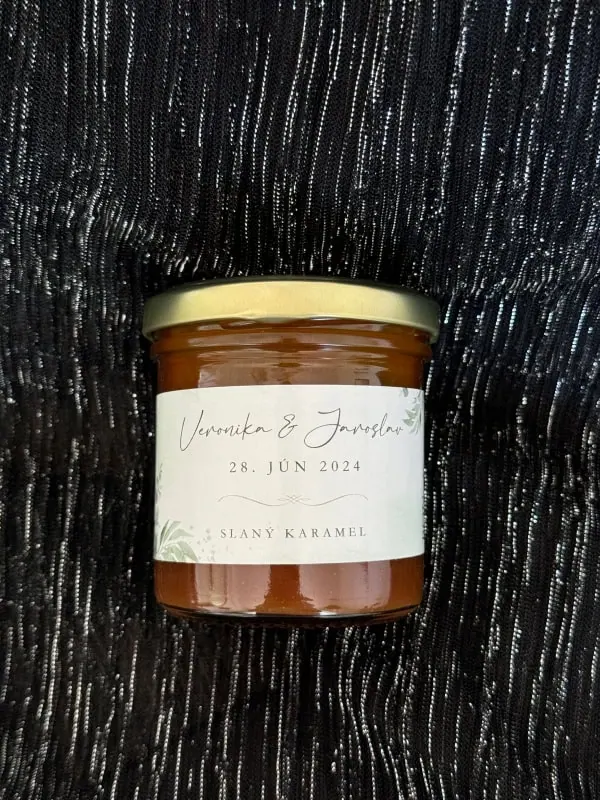 Veronika & Jaroslav
28. JÚN 2024
SLANÝ KARAMEL